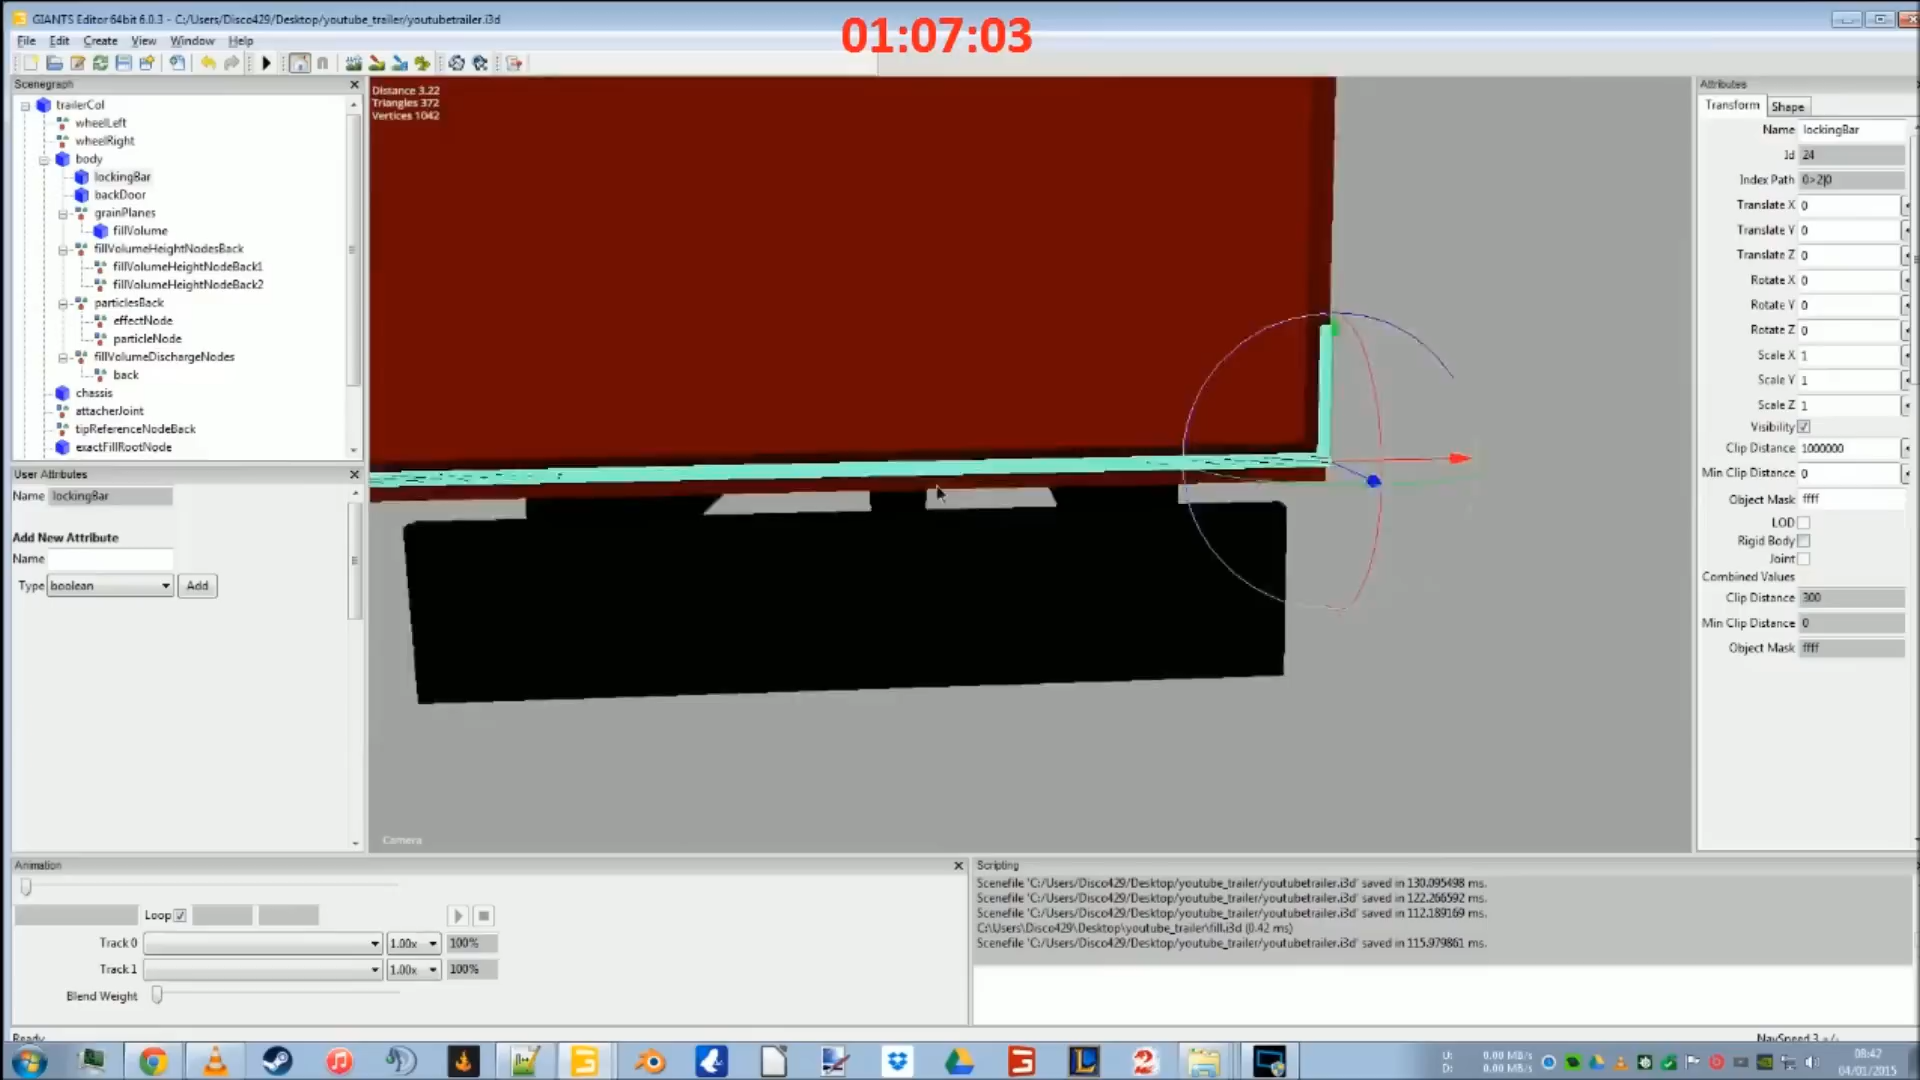 GIANTS Editor 64bit 6.0.3 - C:/Users/Disco429/Desktop/youtube_trailer/youtubetrailer.i3d
01:07:03
File Edit Create View Window Help
Scenegraph
trailerCol
wheelLeft
wheelRight
body
lockingBar
backDoor
grainPlanes
fillVolume
fillVolumeHeightNodesBack
fillVolumeHeightNodeBack1
fillVolumeHeightNodeBack2
particlesBack
effectNode
particleNode
fillVolumeDischargeNodes
back
chassis
attacherJoint
tipReferenceNodeBack
exactFillRootNode
User Attributes
Name lockingBar
Add New Attribute
Name
Type boolean Add
Distance 3.22
Triangles 372
Vertices 1042
Camera
Attributes
Transform Shape
Name lockingBar
Id 24
Index Path 0>2|0
Translate X 0
Translate Y 0
Translate Z 0
Rotate X 0
Rotate Y 0
Rotate Z 0
Scale X 1
Scale Y 1
Scale Z 1
Visibility
Clip Distance 1000000
Min Clip Distance 0
Object Mask ffff
LOD
Rigid Body
Joint
Combined Values
Clip Distance 300
Min Clip Distance 0
Object Mask ffff
Animation
Loop
Track 0 1.00x 100%
Track 1 1.00x 100%
Blend Weight
Scripting
Scenefile 'C:/Users/Disco429/Desktop/youtube_trailer/youtubetrailer.i3d' saved in 130.095498 ms.
Scenefile 'C:/Users/Disco429/Desktop/youtube_trailer/youtubetrailer.i3d' saved in 122.266592 ms.
Scenefile 'C:/Users/Disco429/Desktop/youtube_trailer/youtubetrailer.i3d' saved in 112.189169 ms.
C:\Users\Disco429\Desktop\youtube_trailer\fill.i3d (0.42 ms)
Scenefile 'C:/Users/Disco429/Desktop/youtube_trailer/youtubetrailer.i3d' saved in 115.979861 ms.
Ready
NavSpeed 3 +/-
U: 0.00 MB/s
D: 0.00 MB/s
08:42
04/01/2015